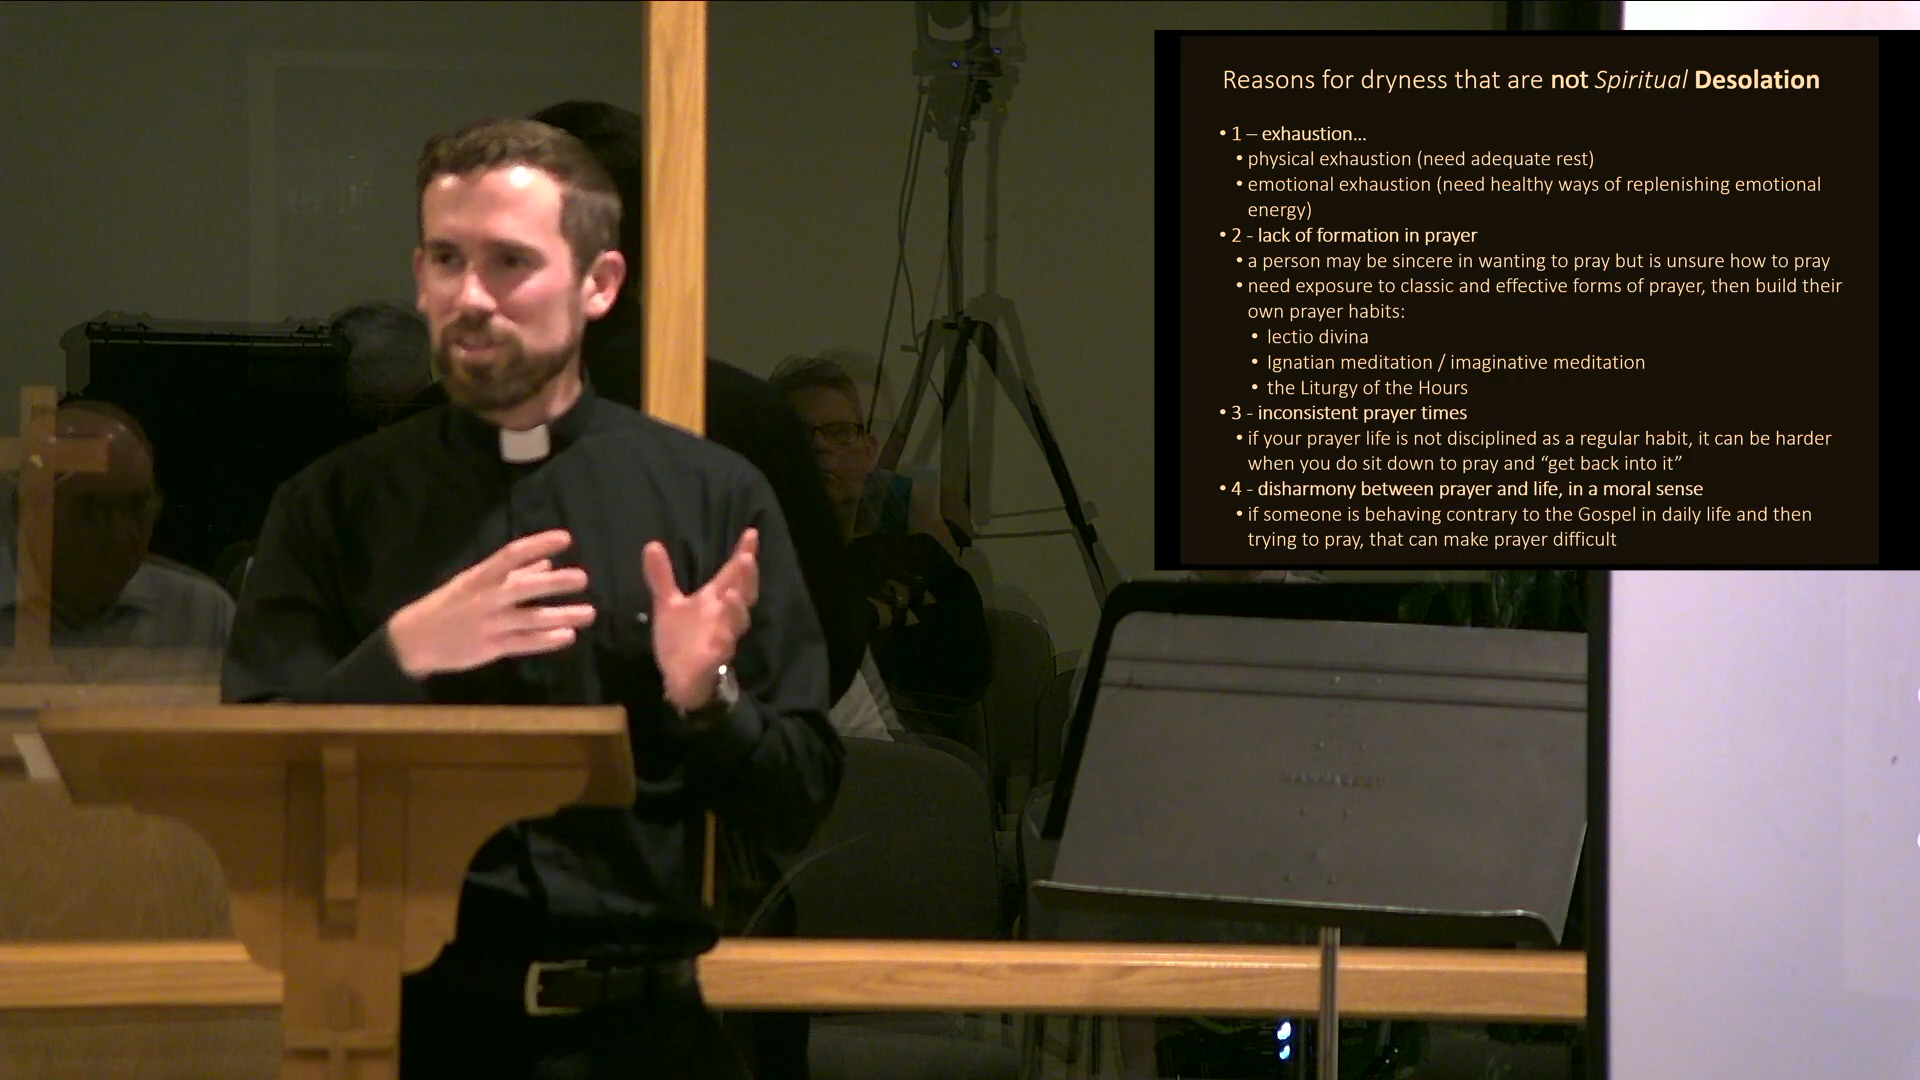 Reasons for dryness that are not Spiritual Desolation
• 1 – exhaustion...
• physical exhaustion (need adequate rest)
• emotional exhaustion (need healthy ways of replenishing emotional
energy)
• 2 - lack of formation in prayer
• a person may be sincere in wanting to pray but is unsure how to pray
• need exposure to classic and effective forms of prayer, then build their
own prayer habits:
• lectio divina
• Ignatian meditation / imaginative meditation
• the Liturgy of the Hours
• 3 - inconsistent prayer times
• if your prayer life is not disciplined as a regular habit, it can be harder
when you do sit down to pray and “get back into it”
• 4 - disharmony between prayer and life, in a moral sense
• if someone is behaving contrary to the Gospel in daily life and then
trying to pray, that can make prayer difficult